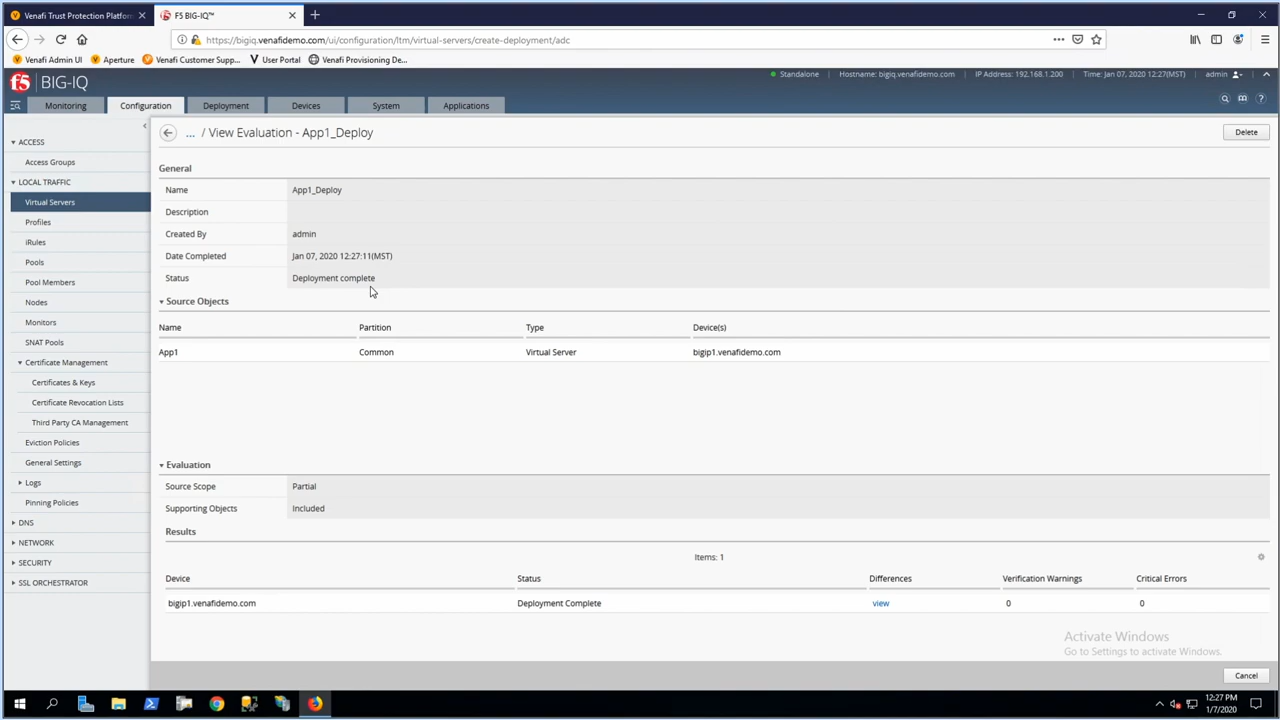 Venafi Trust Protection Platform
F5 BIG-IQ™
https://bigiq.venafidemo.com/ui/configuration/ltm/virtual-servers/create-deployment/adc
Venafi Admin UI
Aperture
Venafi Customer Supp...
User Portal
Venafi Provisioning De...
f5 BIG-IQ
Standalone
Hostname: bigiq.venafidemo.com
IP Address: 192.168.1.200
Time: Jan 07, 2020 12:27(MST)
admin
Monitoring
Configuration
Deployment
Devices
System
Applications
ACCESS
Access Groups
LOCAL TRAFFIC
Virtual Servers
Profiles
iRules
Pools
Pool Members
Nodes
Monitors
SNAT Pools
Certificate Management
Certificates & Keys
Certificate Revocation Lists
Third Party CA Management
Eviction Policies
General Settings
Logs
Pinning Policies
DNS
NETWORK
SECURITY
SSL ORCHESTRATOR
... / View Evaluation - App1_Deploy
Delete
General
Name App1_Deploy
Description
Created By admin
Date Completed Jan 07, 2020 12:27:11(MST)
Status Deployment complete
Source Objects
Name Partition Type Device(s)
App1 Common Virtual Server bigip1.venafidemo.com
Evaluation
Source Scope Partial
Supporting Objects Included
Results
Items: 1
Device Status Differences Verification Warnings Critical Errors
bigip1.venafidemo.com Deployment Complete view 0 0
Activate Windows
Go to Settings to activate Windows.
Cancel
12:27 PM
1/7/2020